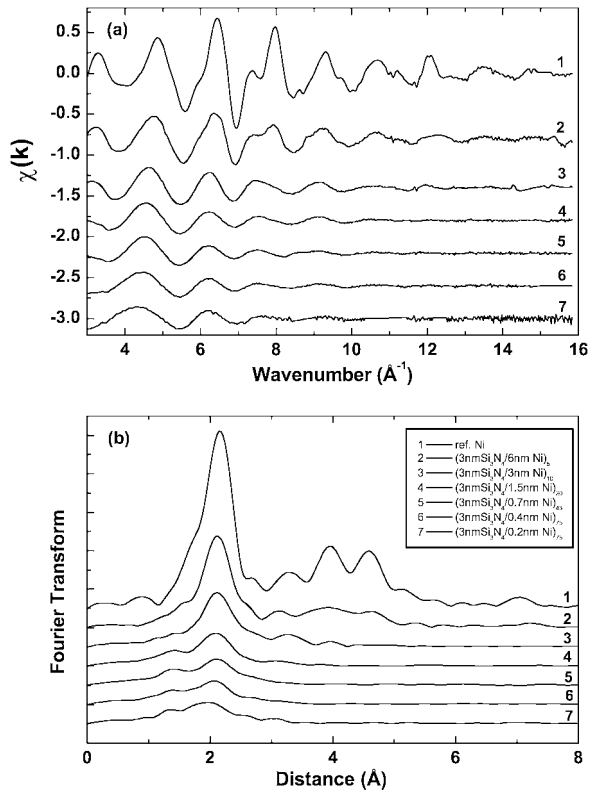 (a)
0.5
0.0
-0.5
-1.0
-1.5
-2.0
-2.5
-3.0
χ(k)
1
2
3
4
5
6
7
4 6 8 10 12 14 16
Wavenumber (Å⁻¹)
(b)
1 ref. Ni
2 (3nmSi₃N₄/6nm Ni)₅
3 (3nmSi₃N₄/3nm Ni)₁₀
4 (3nmSi₃N₄/1.5nm Ni)₂₀
5 (3nmSi₃N₄/0.7nm Ni)₄₅
6 (3nmSi₃N₄/0.4nm Ni)₇₅
7 (3nmSi₃N₄/0.2nm Ni)₇₅
Fourier Transform
1
2
3
4
5
6
7
0 2 4 6 8
Distance (Å)